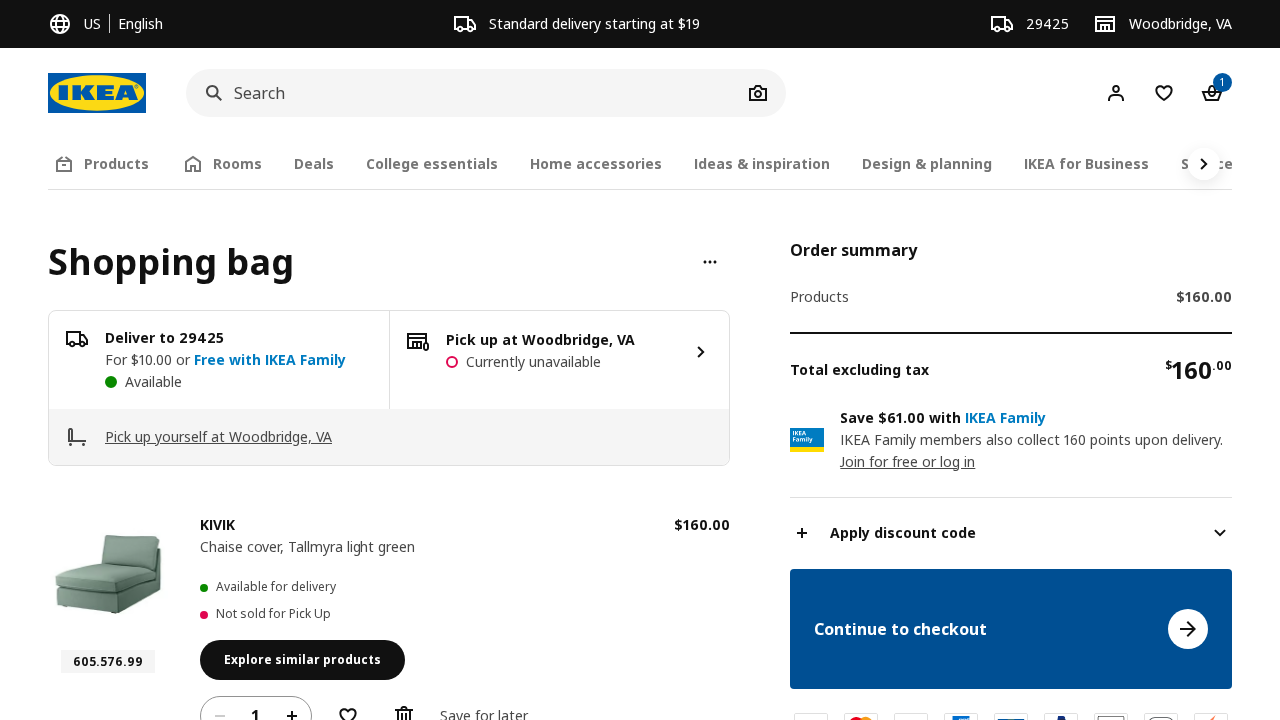 US English
Standard delivery starting at $19
29425
Woodbridge, VA
IKEA
Search
1
Products
Rooms
Deals
College essentials
Home accessories
Ideas & inspiration
Design & planning
IKEA for Business
Shopping bag
Deliver to 29425
For $10.00 or Free with IKEA Family
Available
Pick up at Woodbridge, VA
Currently unavailable
Pick up yourself at Woodbridge, VA
KIVIK
$160.00
Chaise cover, Tallmyra light green
Available for delivery
Not sold for Pick Up
605.576.99
Explore similar products
1
Save for later
Order summary
Products
$160.00
Total excluding tax
$160.00
IKEA
Family
Save $61.00 with IKEA Family
IKEA Family members also collect 160 points upon delivery.
Join for free or log in
Apply discount code
Continue to checkout